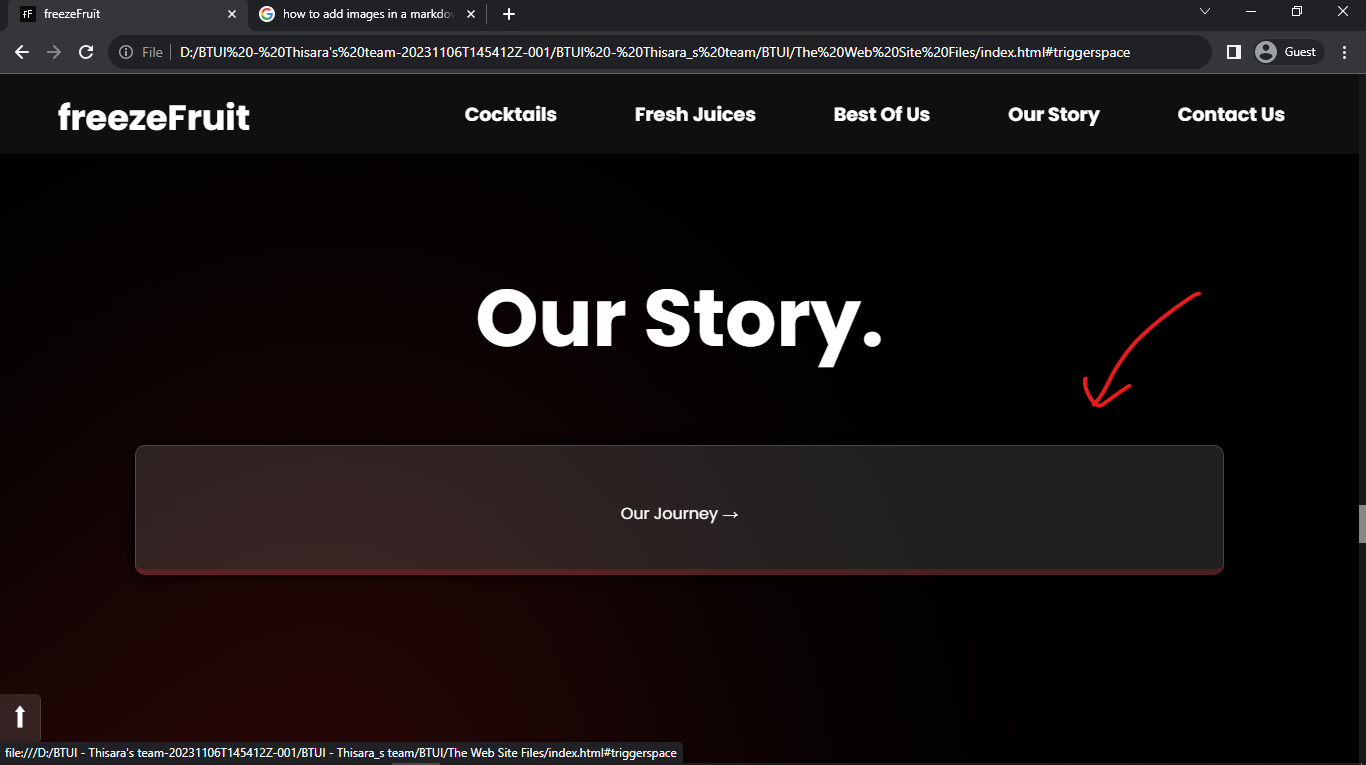 fF freezeFruit
how to add images in a markdo
File D:/BTUI%20-%20Thisara's%20team-20231106T145412Z-001/BTUI%20-%20Thisara_s%20team/BTUI/The%20Web%20Site%20Files/index.html#triggerspace
Guest
freezeFruit
Cocktails
Fresh Juices
Best Of Us
Our Story
Contact Us
Our Story.
Our Journey →
file:///D:/BTUI - Thisara's team-20231106T145412Z-001/BTUI - Thisara_s team/BTUI/The Web Site Files/index.html#triggerspace